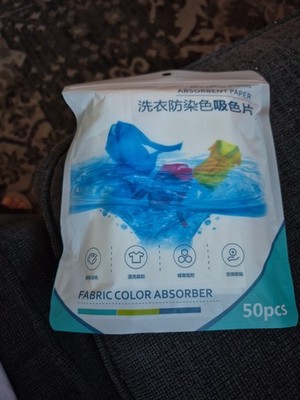 ABSORBENT PAPER
洗衣防染色吸色片
FABRIC COLOR ABSORBER
50pcs